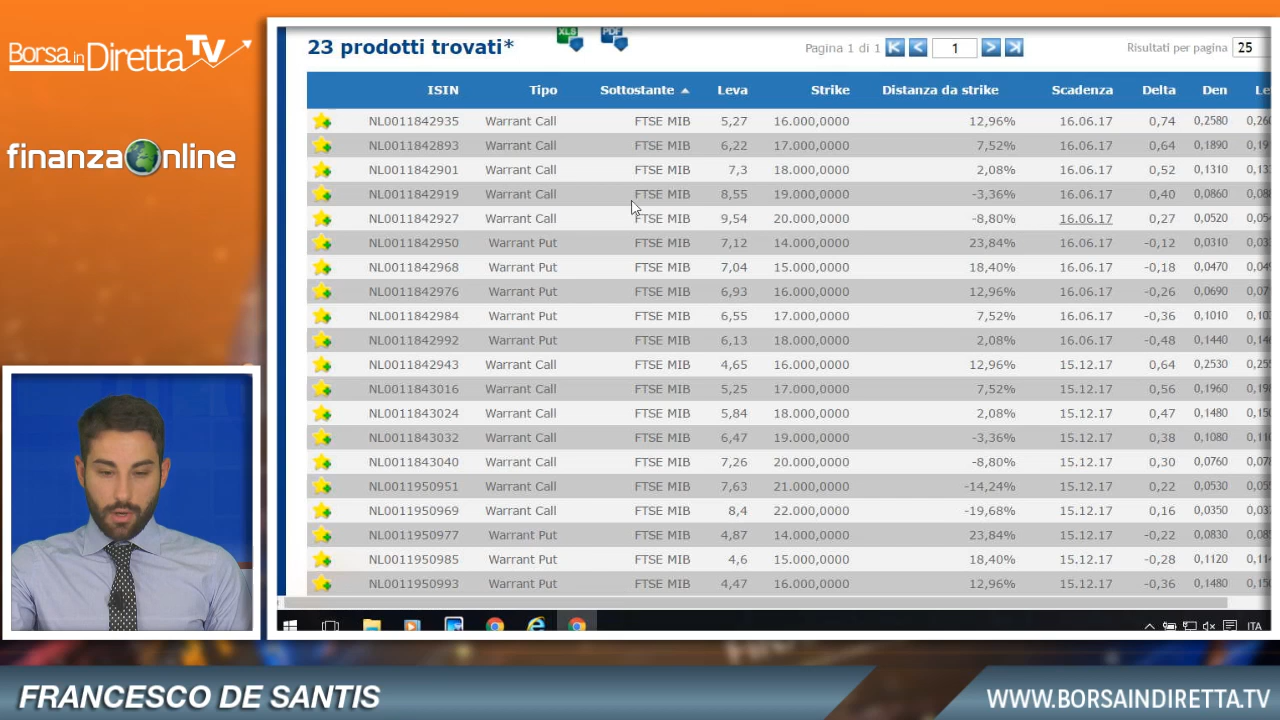 Borsa in Diretta TV
finanza nline
23 prodotti trovati*
XLS
PDF
Pagina 1 di 1
1
Risultati per pagina
25
ISIN Tipo Sottostante Leva Strike Distanza da strike Scadenza Delta Den
NL0011842935 Warrant Call FTSE MIB 5,27 16.000,0000 12,96% 16.06.17 0,74 0,2580
NL0011842893 Warrant Call FTSE MIB 6,22 17.000,0000 7,52% 16.06.17 0,64 0,1890
NL0011842901 Warrant Call FTSE MIB 7,3 18.000,0000 2,08% 16.06.17 0,52 0,1310
NL0011842919 Warrant Call FTSE MIB 8,55 19.000,0000 -3,36% 16.06.17 0,40 0,0860
NL0011842927 Warrant Call FTSE MIB 9,54 20.000,0000 -8,80% 16.06.17 0,27 0,0520
NL0011842950 Warrant Put FTSE MIB 7,12 14.000,0000 23,84% 16.06.17 -0,12 0,0310
NL0011842968 Warrant Put FTSE MIB 7,04 15.000,0000 18,40% 16.06.17 -0,18 0,0470
NL0011842976 Warrant Put FTSE MIB 6,93 16.000,0000 12,96% 16.06.17 -0,26 0,0690
NL0011842984 Warrant Put FTSE MIB 6,55 17.000,0000 7,52% 16.06.17 -0,36 0,1010
NL0011842992 Warrant Put FTSE MIB 6,13 18.000,0000 2,08% 16.06.17 -0,48 0,1440
NL0011842943 Warrant Call FTSE MIB 4,65 16.000,0000 12,96% 15.12.17 0,64 0,2530
NL0011843016 Warrant Call FTSE MIB 5,25 17.000,0000 7,52% 15.12.17 0,56 0,1960
NL0011843024 Warrant Call FTSE MIB 5,84 18.000,0000 2,08% 15.12.17 0,47 0,1480
NL0011843032 Warrant Call FTSE MIB 6,47 19.000,0000 -3,36% 15.12.17 0,38 0,1080
NL0011843040 Warrant Call FTSE MIB 7,26 20.000,0000 -8,80% 15.12.17 0,30 0,0760
NL0011950951 Warrant Call FTSE MIB 7,63 21.000,0000 -14,24% 15.12.17 0,22 0,0530
NL0011950969 Warrant Call FTSE MIB 8,4 22.000,0000 -19,68% 15.12.17 0,16 0,0350
NL0011950977 Warrant Put FTSE MIB 4,87 14.000,0000 23,84% 15.12.17 -0,22 0,0830
NL0011950985 Warrant Put FTSE MIB 4,6 15.000,0000 18,40% 15.12.17 -0,28 0,1120
NL0011950993 Warrant Put FTSE MIB 4,47 16.000,0000 12,96% 15.12.17 -0,36 0,1480
ITA
FRANCESCO DE SANTIS
WWW.BORSAINDIRETTA.TV